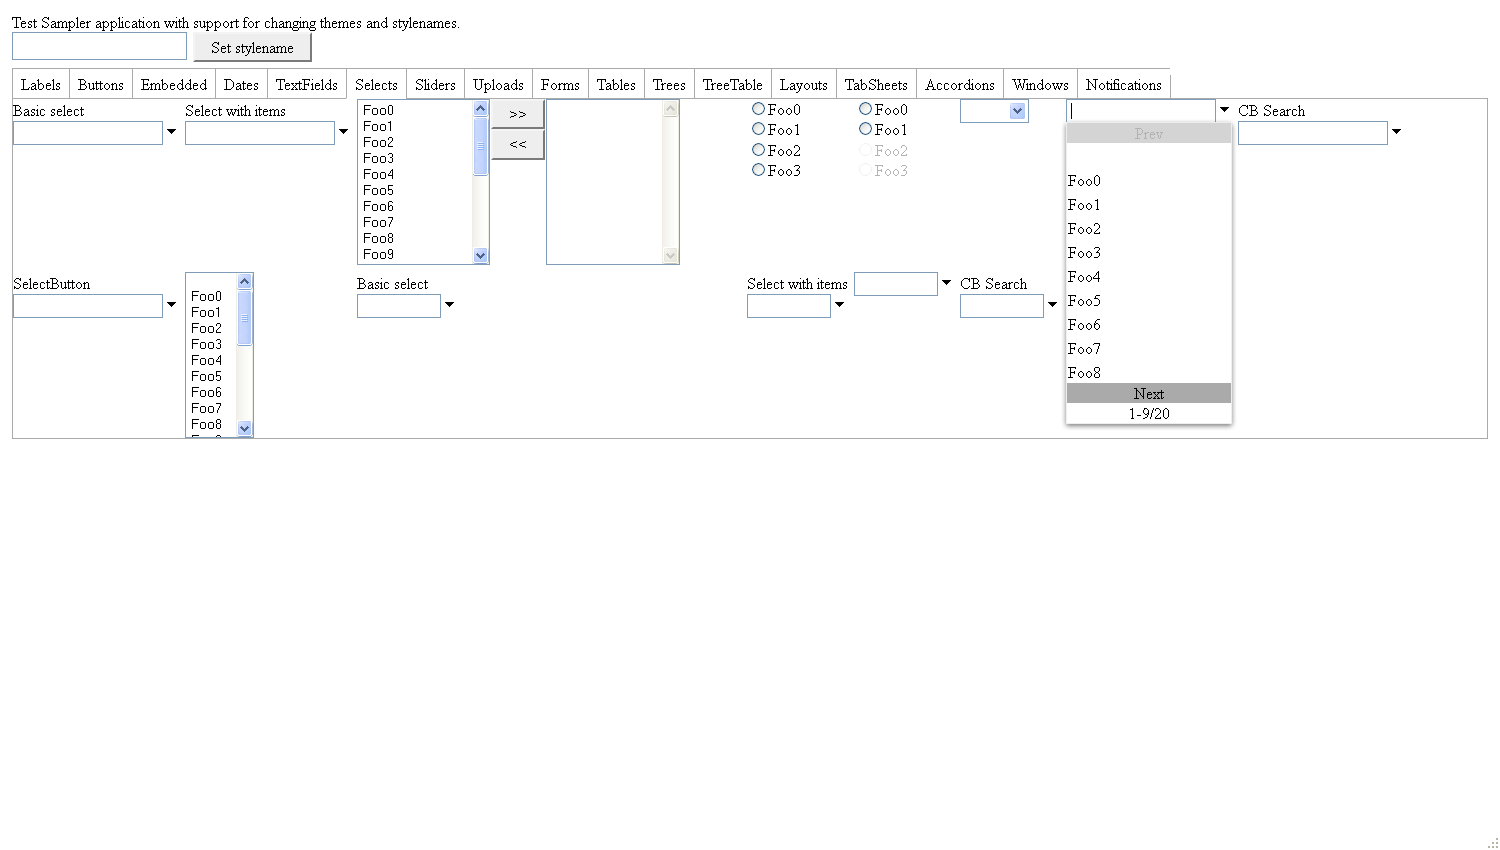 Test Sampler application with support for changing themes and stylenames.
Set stylename
Labels Buttons Embedded Dates TextFields Selects Sliders Uploads Forms Tables Trees TreeTable Layouts TabSheets Accordions Windows Notifications
Basic select
Select with items
Foo0
Foo1
Foo2
Foo3
Foo4
Foo5
Foo6
Foo7
Foo8
Foo9
>>
<<
Foo0
Foo1
Foo2
Foo3
Foo0
Foo1
Foo2
Foo3
Prev
Foo0
Foo1
Foo2
Foo3
Foo4
Foo5
Foo6
Foo7
Foo8
Next
1-9/20
CB Search
SelectButton
Foo0
Foo1
Foo2
Foo3
Foo4
Foo5
Foo6
Foo7
Foo8
Basic select
Select with items
CB Search